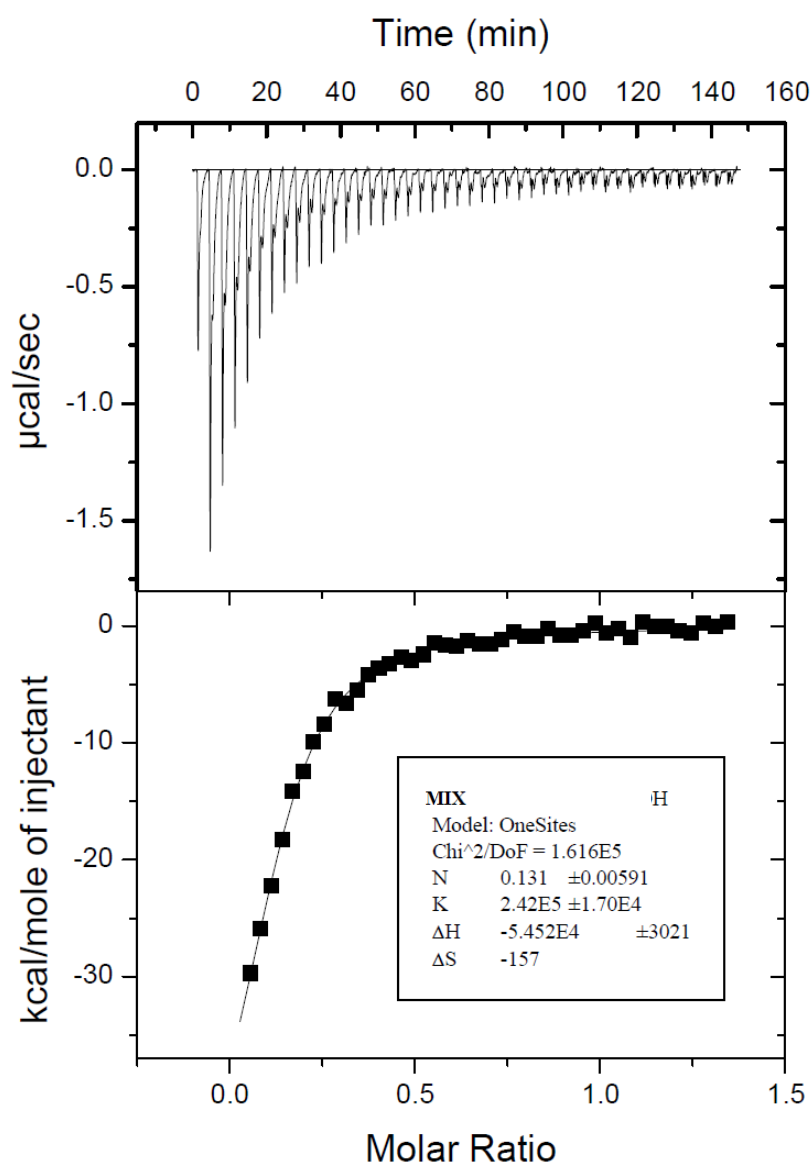 Time (min)
0 20 40 60 80 100 120 140 160
0.0
-0.5
-1.0
-1.5
µcal/sec
0
-10
-20
-30
kcal/mole of injectant
MIX H
Model: OneSites
Chi^2/DoF = 1.616E5
N 0.131 ±0.00591
K 2.42E5 ±1.70E4
ΔH -5.452E4 ±3021
ΔS -157
0.0 0.5 1.0 1.5
Molar Ratio